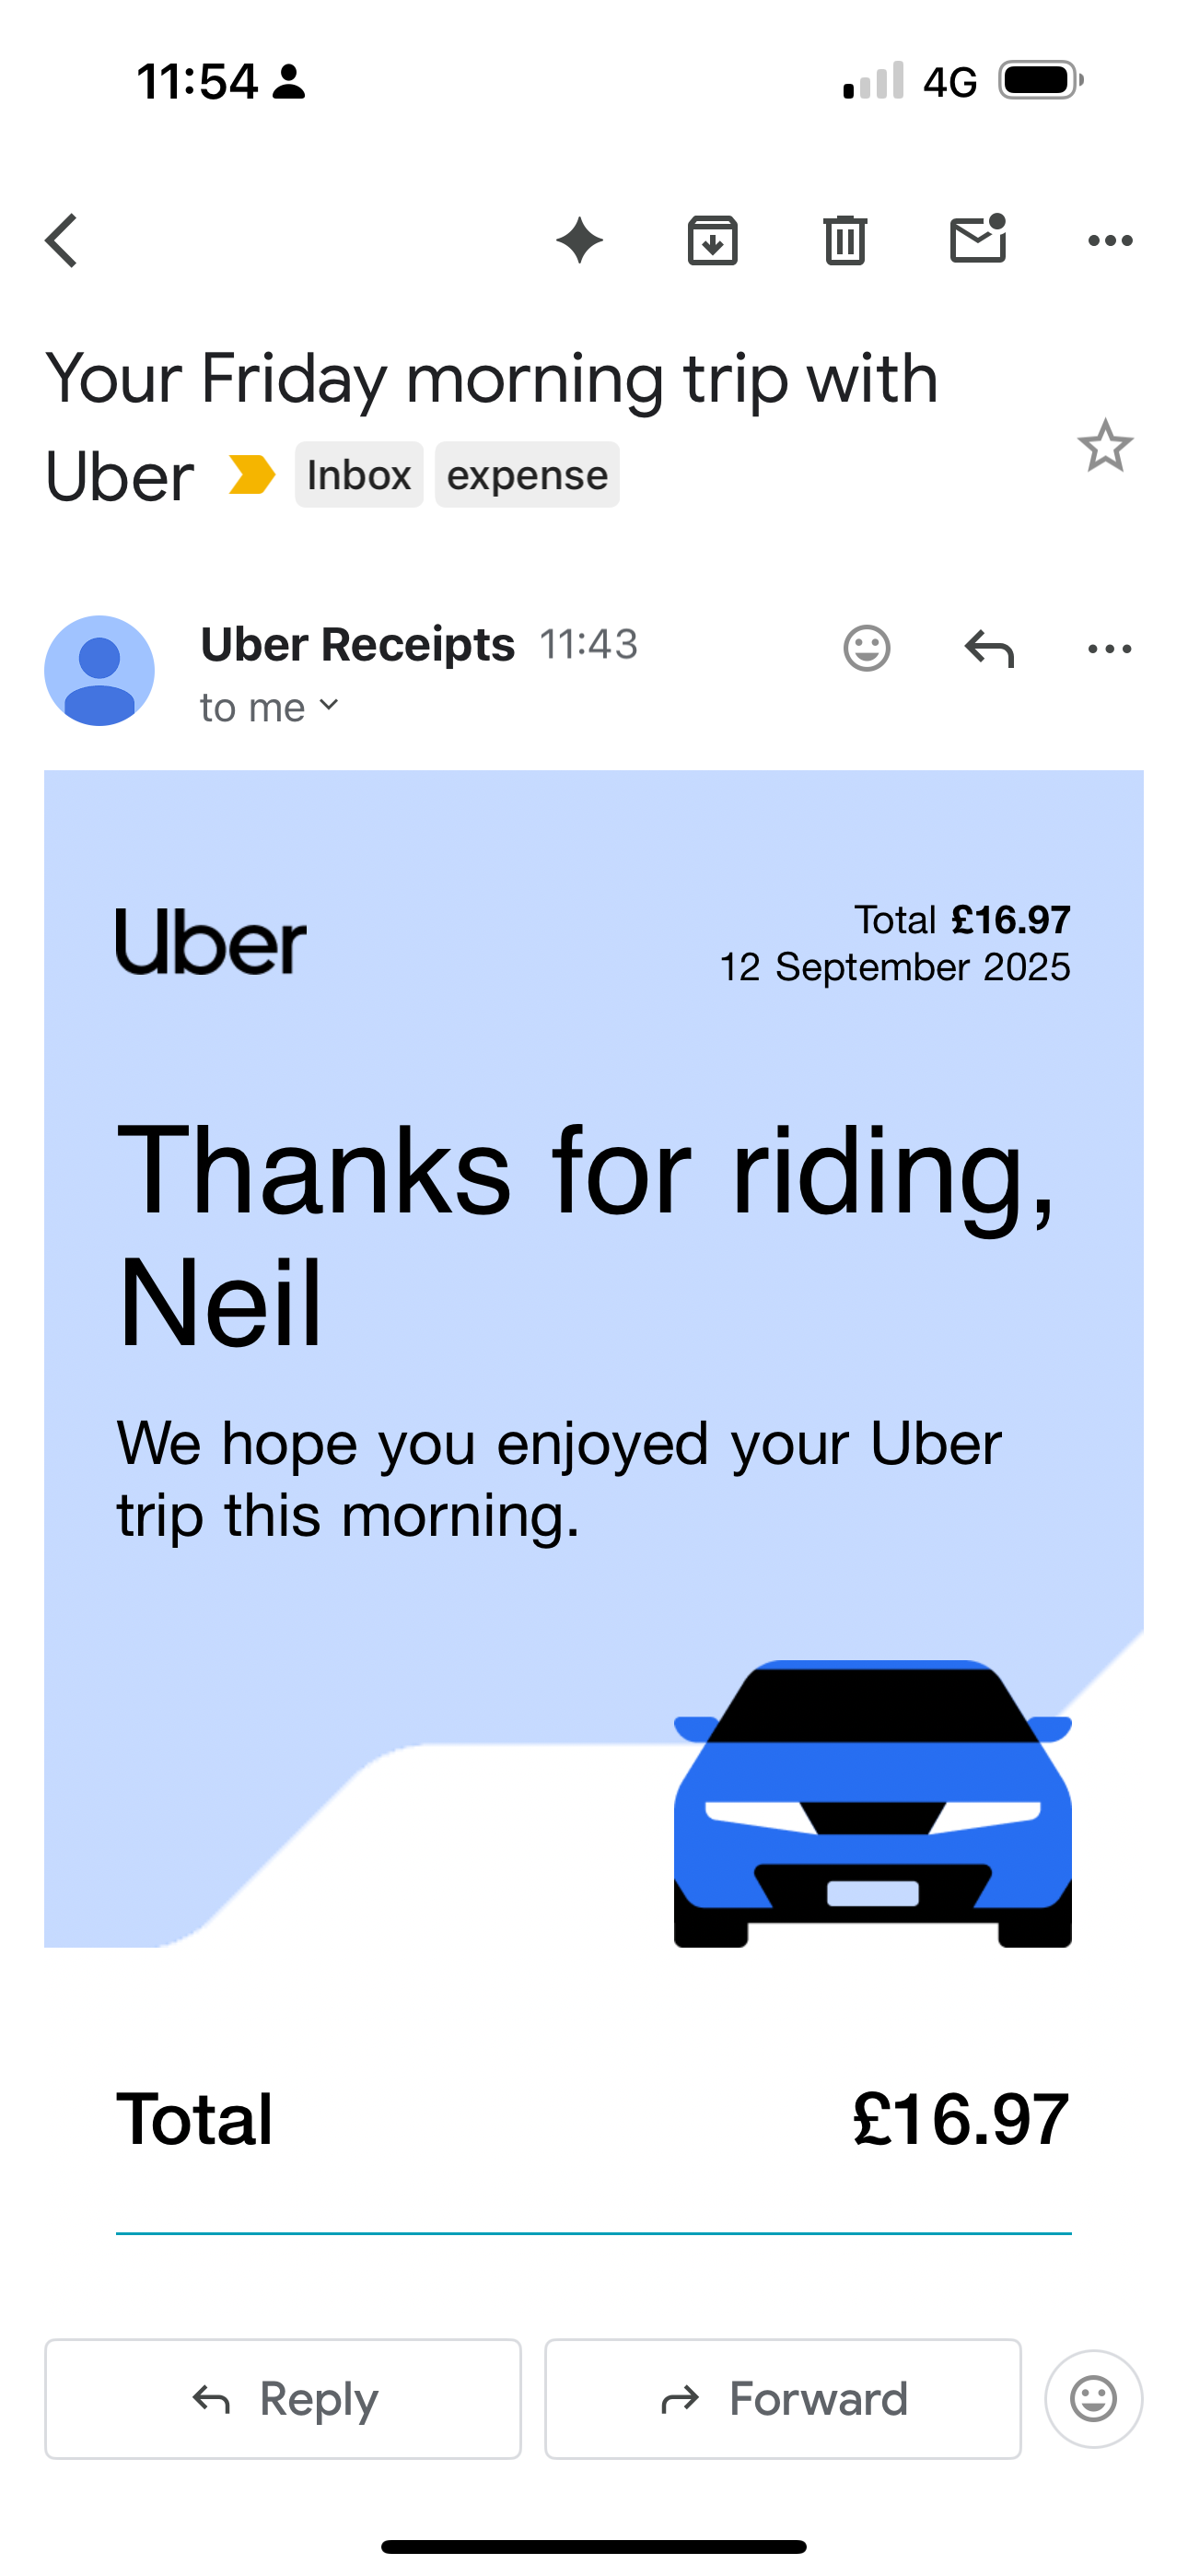 11:54 4G
Your Friday morning trip with
Uber Inbox expense
Uber Receipts 11:43
to me
Uber
Total £16.97
12 September 2025
Thanks for riding,
Neil
We hope you enjoyed your Uber
trip this morning.
Total £16.97
Reply Forward